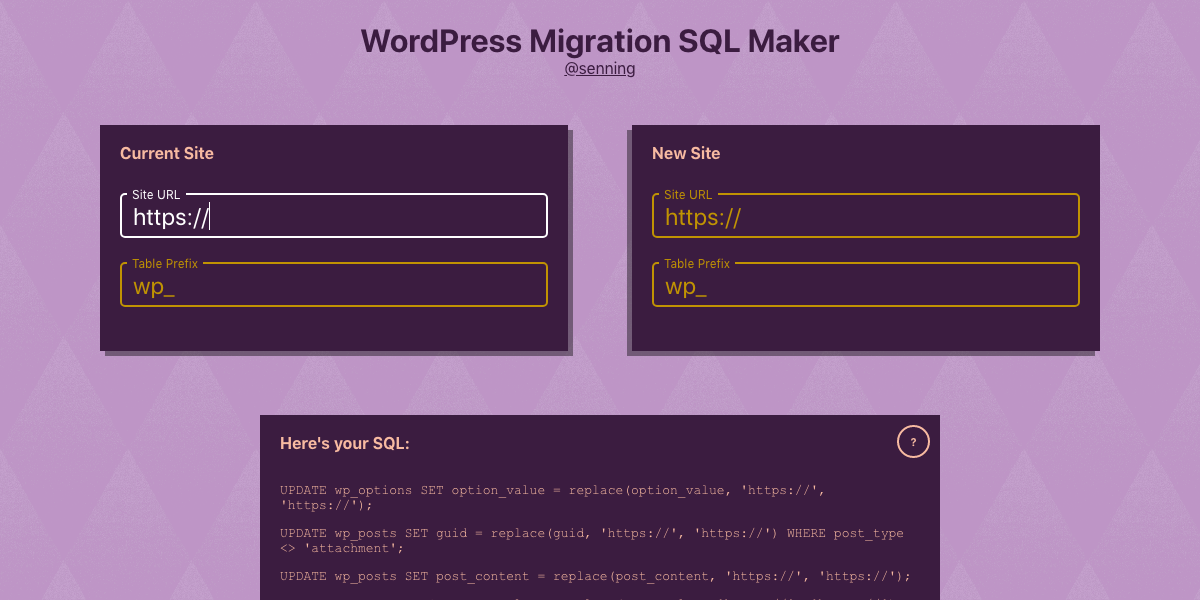 WordPress Migration SQL Maker
@senning
Current Site
Site URL
https://
Table Prefix
wp_
New Site
Site URL
https://
Table Prefix
wp_
Here's your SQL:
?
UPDATE wp_options SET option_value = replace(option_value, 'https://',
'https://');
UPDATE wp_posts SET guid = replace(guid, 'https://', 'https://') WHERE post_type
<> 'attachment';
UPDATE wp_posts SET post_content = replace(post_content, 'https://', 'https://');